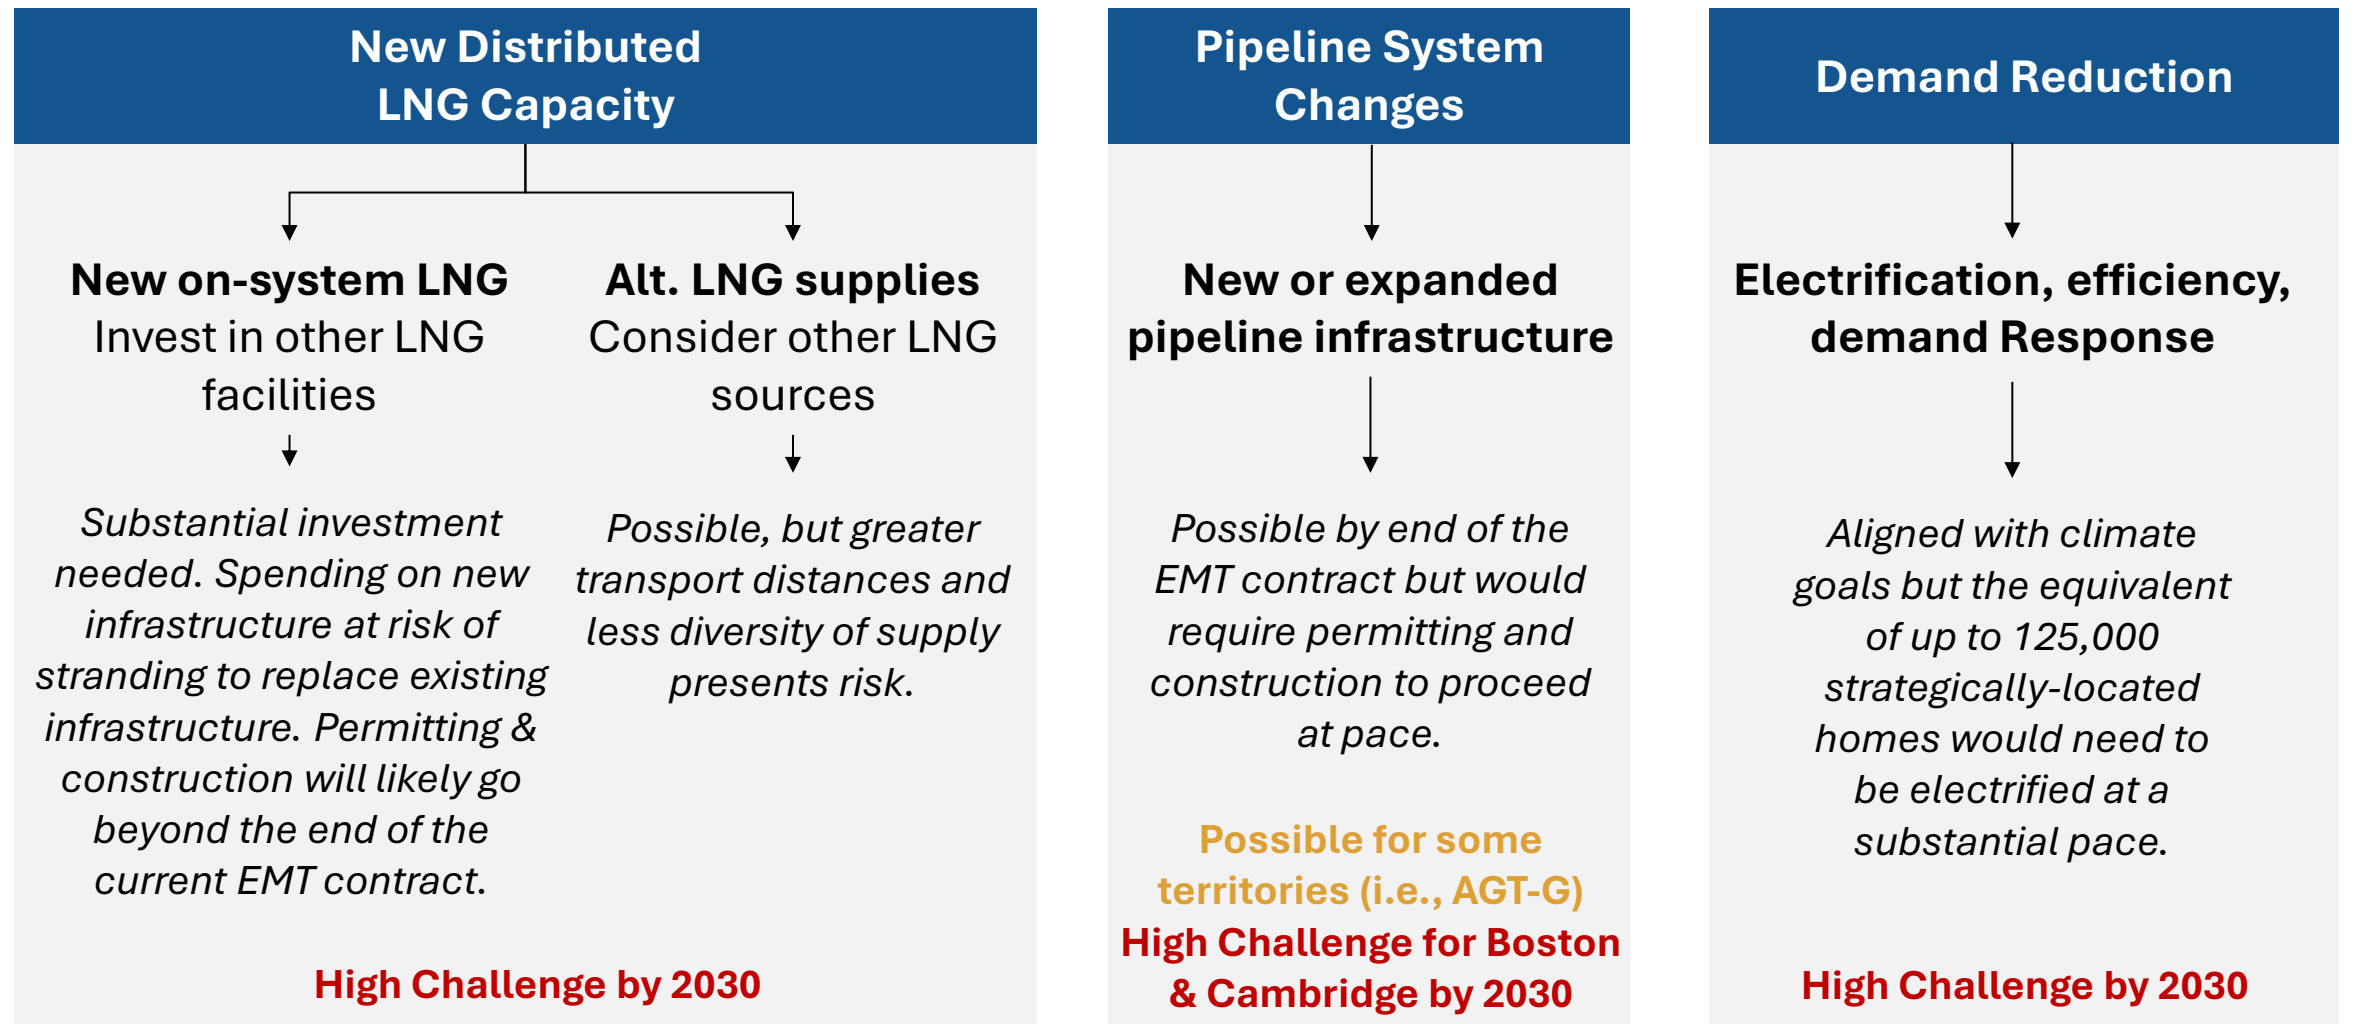 New Distributed
LNG Capacity
New on-system LNG
Invest in other LNG
facilities
Substantial investment
needed. Spending on new
infrastructure at risk of
stranding to replace existing
infrastructure. Permitting &
construction will likely go
beyond the end of the
current EMT contract.
Alt. LNG supplies
Consider other LNG
sources
Possible, but greater
transport distances and
less diversity of supply
presents risk.
High Challenge by 2030
Pipeline System
Changes
New or expanded
pipeline infrastructure
Possible by end of the
EMT contract but would
require permitting and
construction to proceed
at pace.
Possible for some
territories (i.e., AGT-G)
High Challenge for Boston
& Cambridge by 2030
Demand Reduction
Electrification, efficiency,
demand Response
Aligned with climate
goals but the equivalent
of up to 125,000
strategically-located
homes would need to
be electrified at a
substantial pace.
High Challenge by 2030